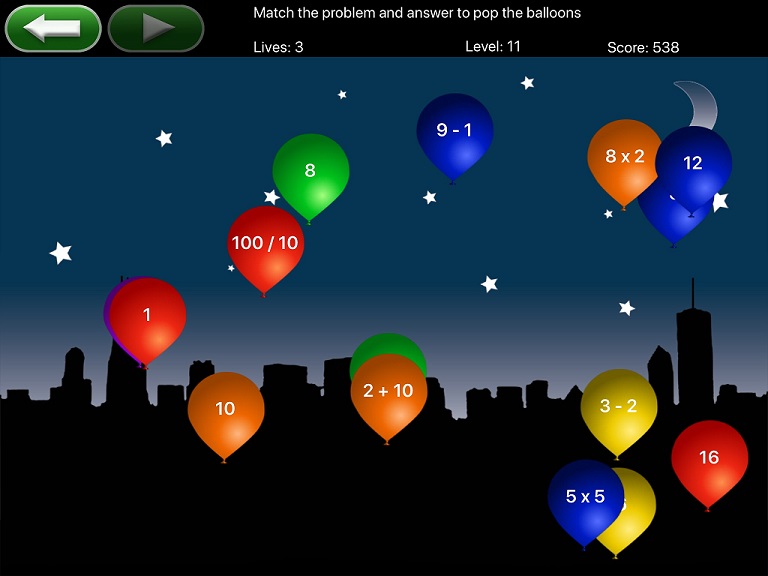 Match the problem and answer to pop the balloons
Lives: 3
Level: 11
Score: 538
9 - 1
8 x 2
12
8
100 / 10
1
2 + 10
10
3 - 2
16
5 x 5